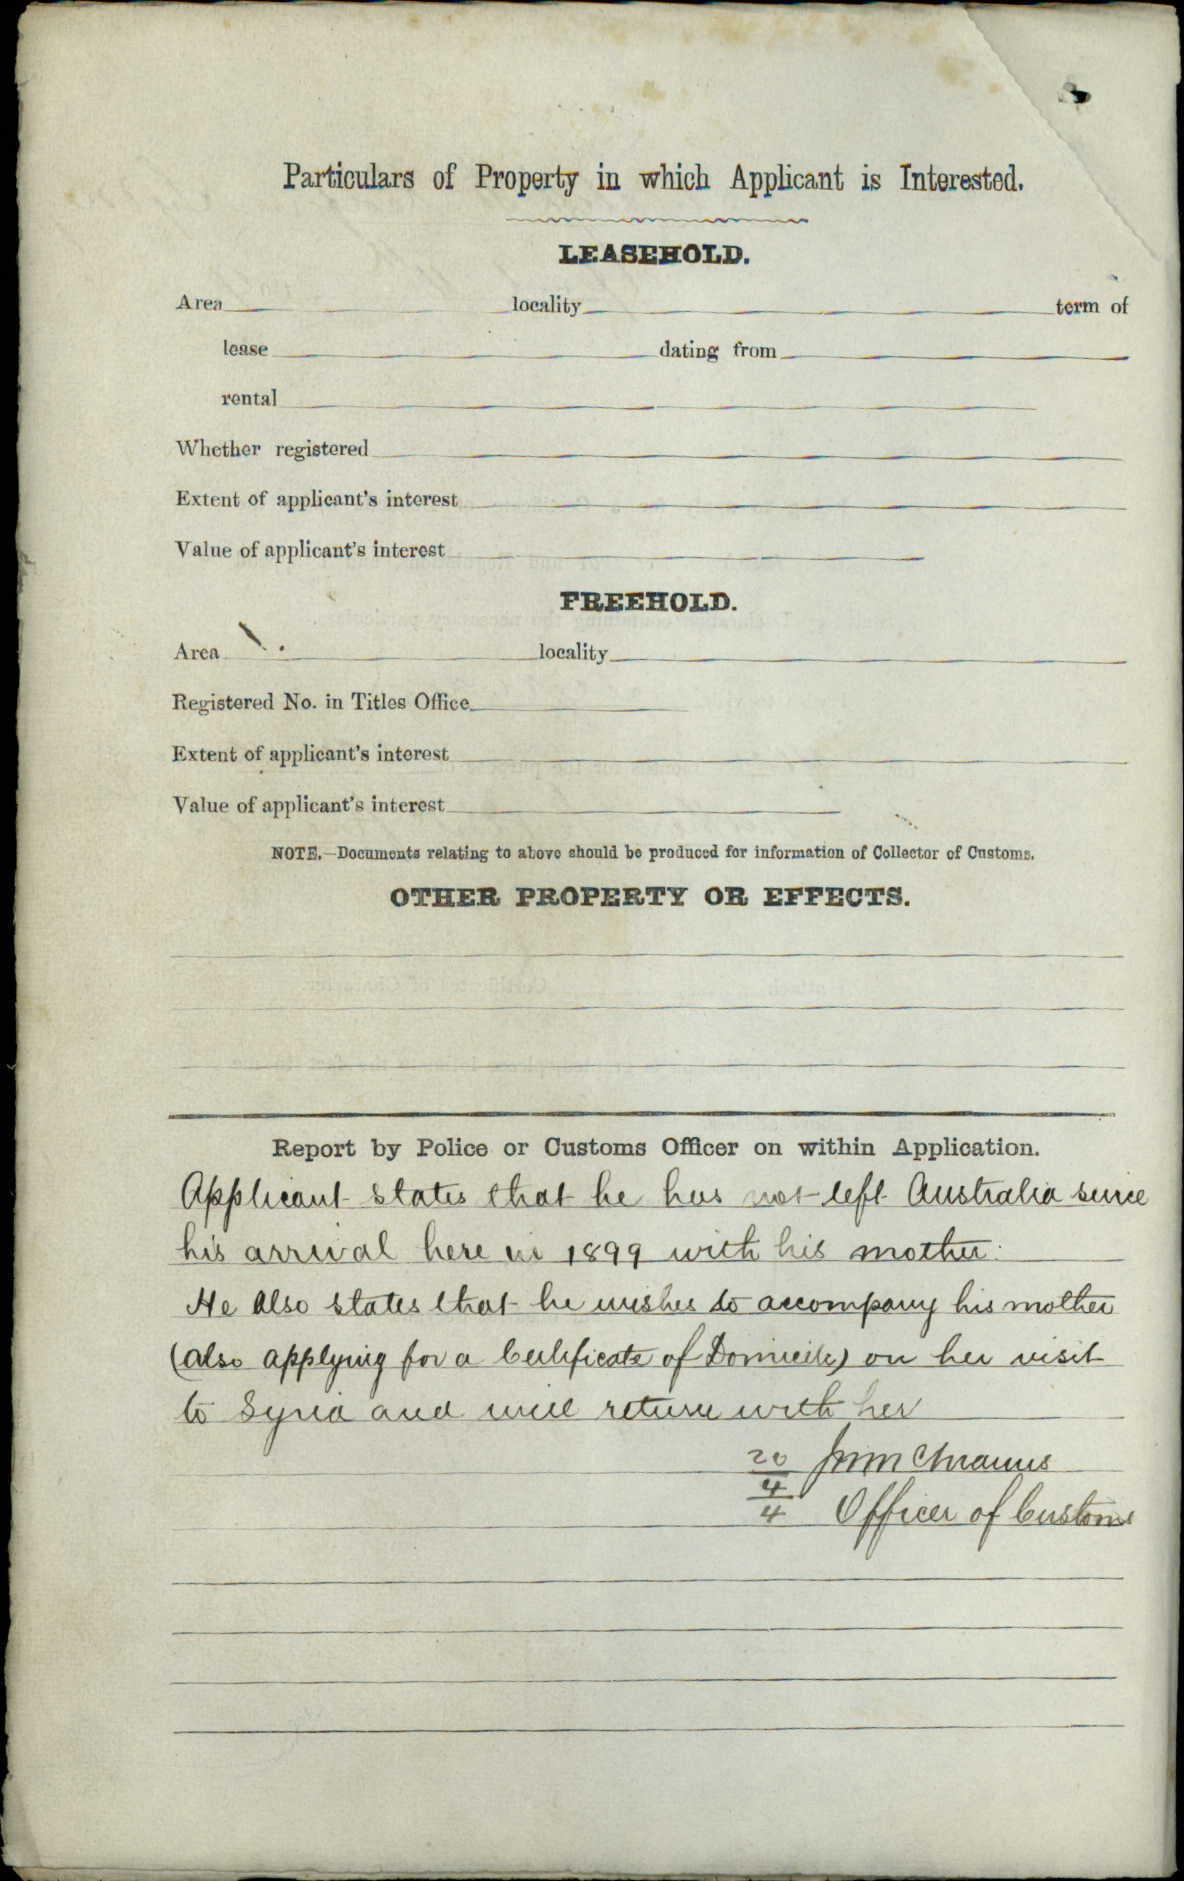 Particulars of Property in which Applicant is Interested.
LEASEHOLD.
Area locality term of
lease dating from
rental
Whether registered
Extent of applicant's interest
Value of applicant's interest
FREEHOLD.
Area locality
Registered No. in Titles Office
Extent of applicant's interest
Value of applicant's interest
NOTE.—Documents relating to above should be produced for information of Collector of Customs.
OTHER PROPERTY OR EFFECTS.
Report by Police or Customs Officer on within Application.
Applicant states that he has not left Australia since
his arrival here in 1899 with his mother.
He also states that he wishes to accompany his mother
(also applying for a Certificate of Domicile) on her visit
to Syria and will return with her
20
4
4
Officer of Customs